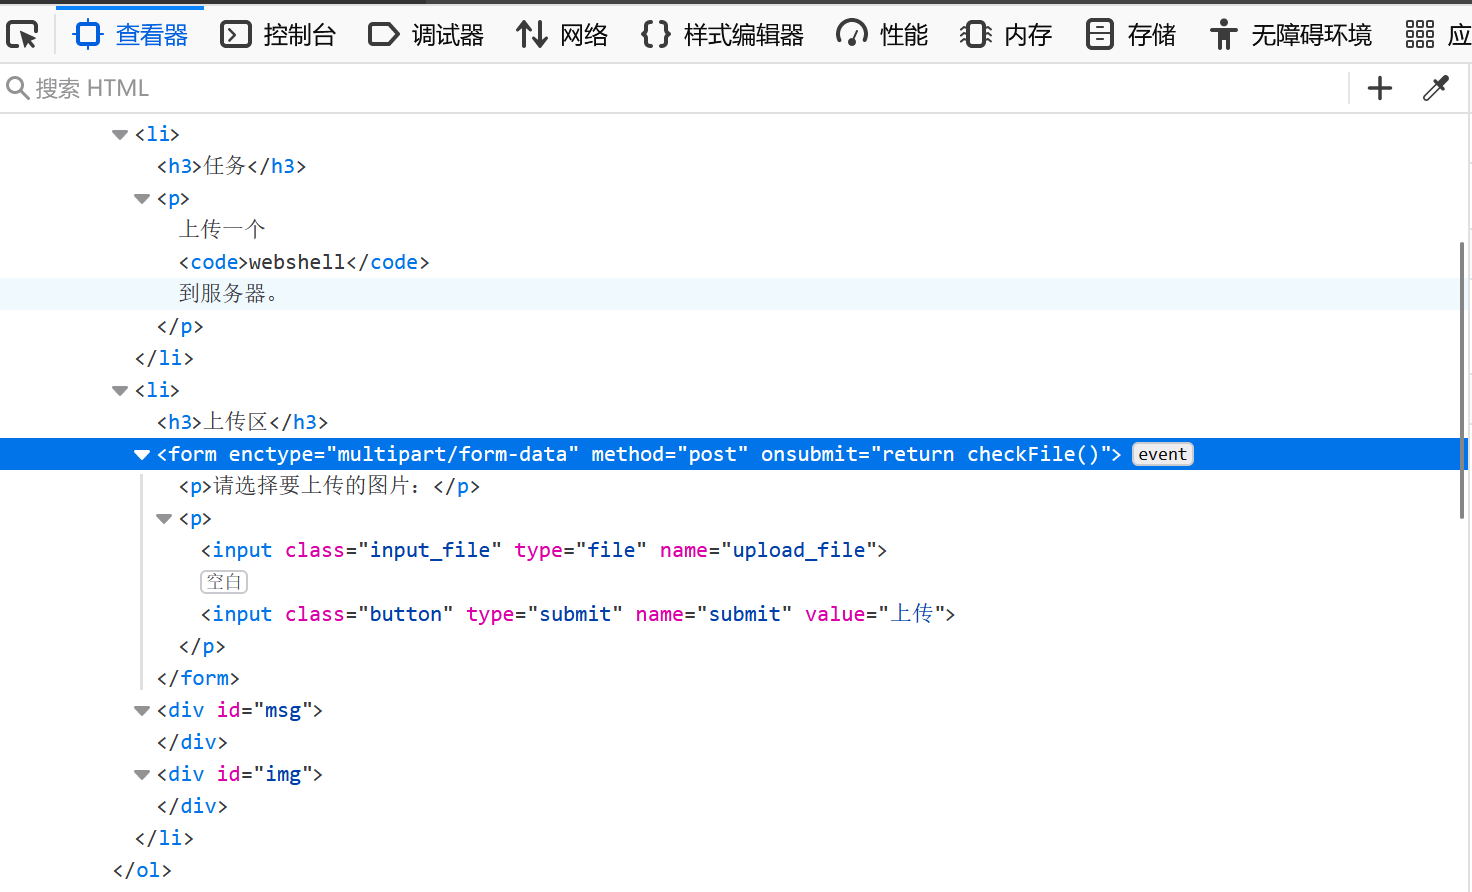 查看器 控制台 调试器 网络 样式编辑器 性能 内存 存储 无障碍环境 应
搜索 HTML
<li>
<h3>任务</h3>
<p>
上传一个
<code>webshell</code>
到服务器。
</p>
</li>
<li>
<h3>上传区</h3>
<form enctype="multipart/form-data" method="post" onsubmit="return checkFile()"> event
<p>请选择要上传的图片：</p>
<p>
<input class="input_file" type="file" name="upload_file">
空白
<input class="button" type="submit" name="submit" value="上传">
</p>
</form>
<div id="msg">
</div>
<div id="img">
</div>
</li>
</ol>